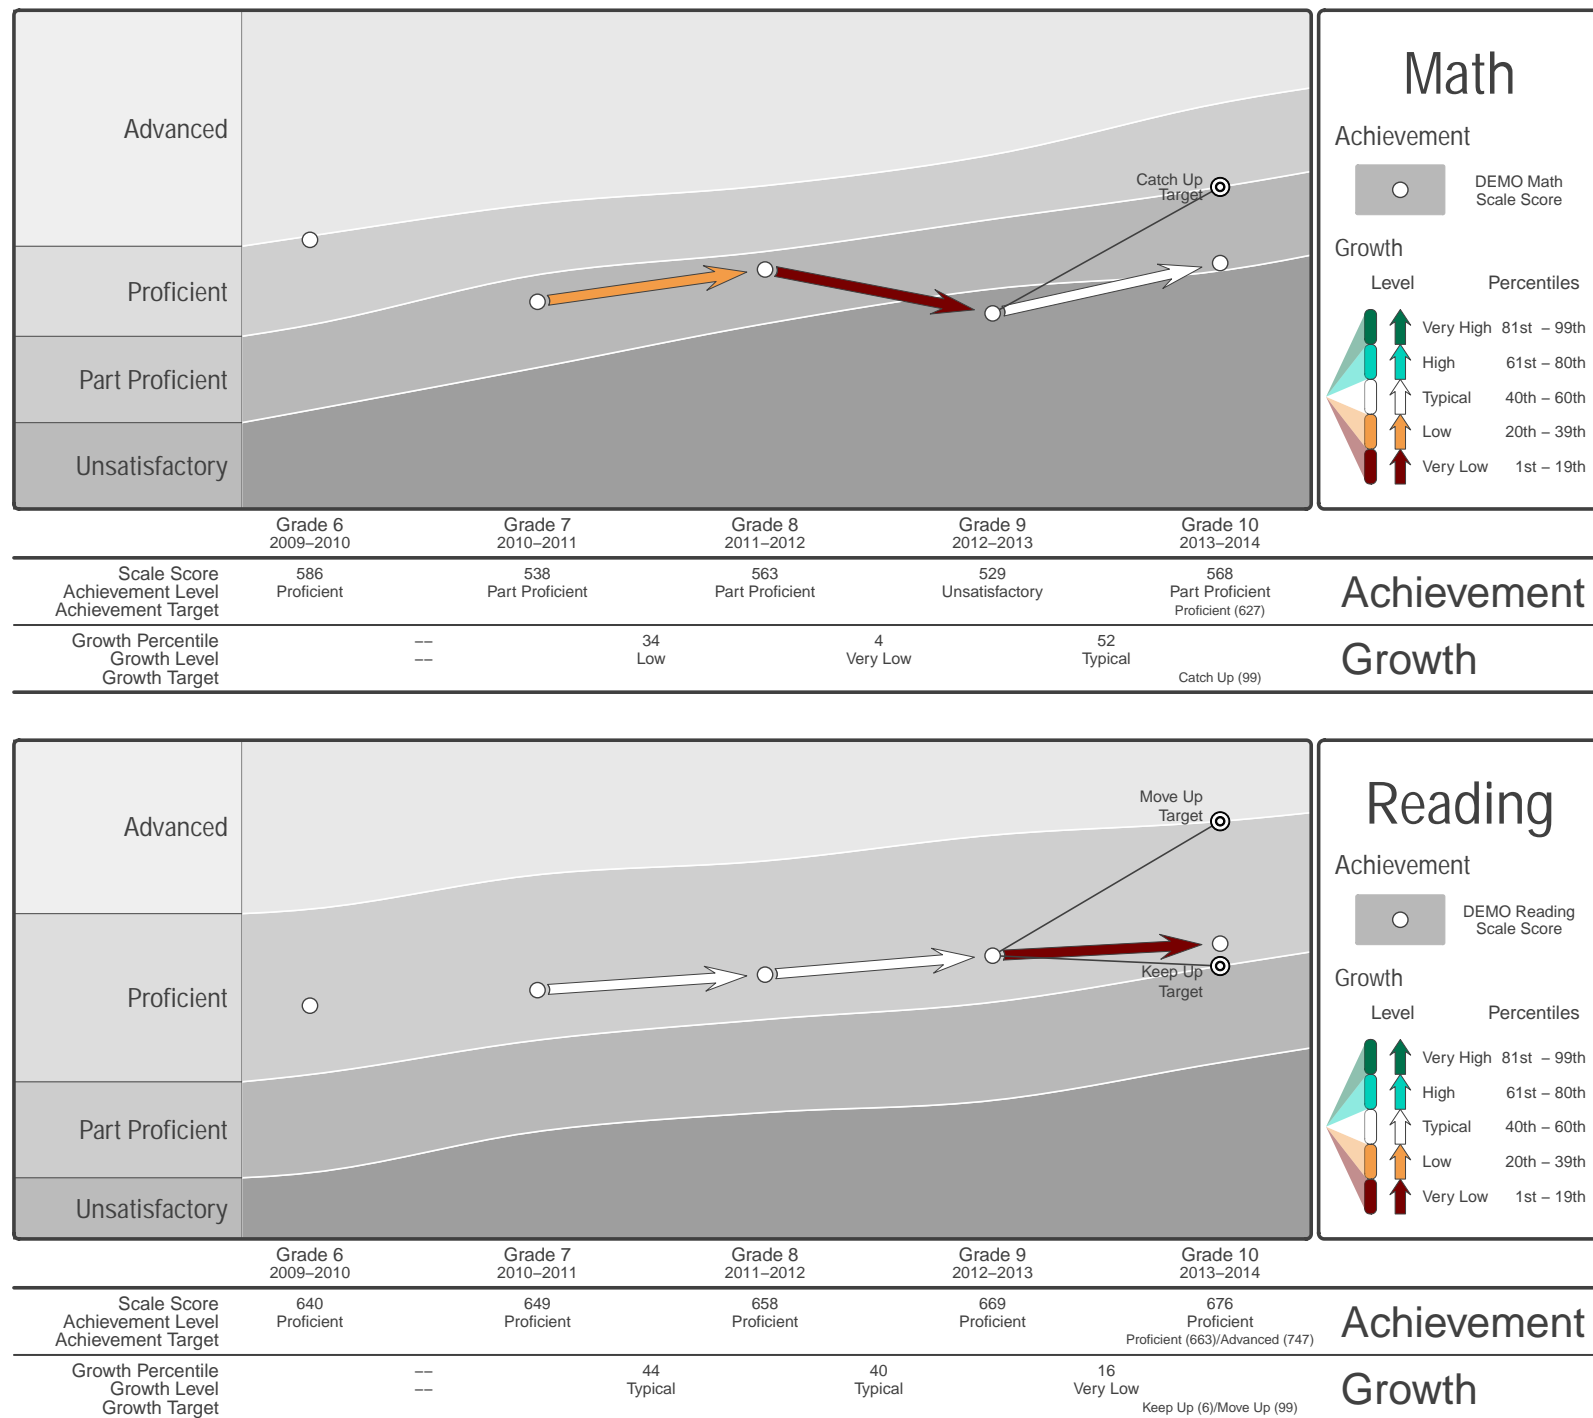 Advanced
Proficient
Part Proficient
Unsatisfactory
Catch Up
Target
Math
Achievement
DEMO Math
Scale Score
Growth
Level Percentiles
Very High 81st – 99th
High 61st – 80th
Typical 40th – 60th
Low 20th – 39th
Very Low 1st – 19th
Grade 6 Grade 7 Grade 8 Grade 9 Grade 10
2009–2010 2010–2011 2011–2012 2012–2013 2013–2014
Scale Score 586 538 563 529 568
Achievement Level Proficient Part Proficient Part Proficient Unsatisfactory Part Proficient
Achievement Target Proficient (627)
Achievement
Growth Percentile –– 34 4 52
Growth Level –– Low Very Low Typical
Growth Target Catch Up (99)
Growth
Advanced
Proficient
Part Proficient
Unsatisfactory
Move Up
Target
Keep Up
Target
Reading
Achievement
DEMO Reading
Scale Score
Growth
Level Percentiles
Very High 81st – 99th
High 61st – 80th
Typical 40th – 60th
Low 20th – 39th
Very Low 1st – 19th
Grade 6 Grade 7 Grade 8 Grade 9 Grade 10
2009–2010 2010–2011 2011–2012 2012–2013 2013–2014
Scale Score 640 649 658 669 676
Achievement Level Proficient Proficient Proficient Proficient Proficient
Achievement Target Proficient (663)/Advanced (747)
Achievement
Growth Percentile –– 44 40 16
Growth Level –– Typical Typical Very Low
Growth Target Keep Up (6)/Move Up (99)
Growth